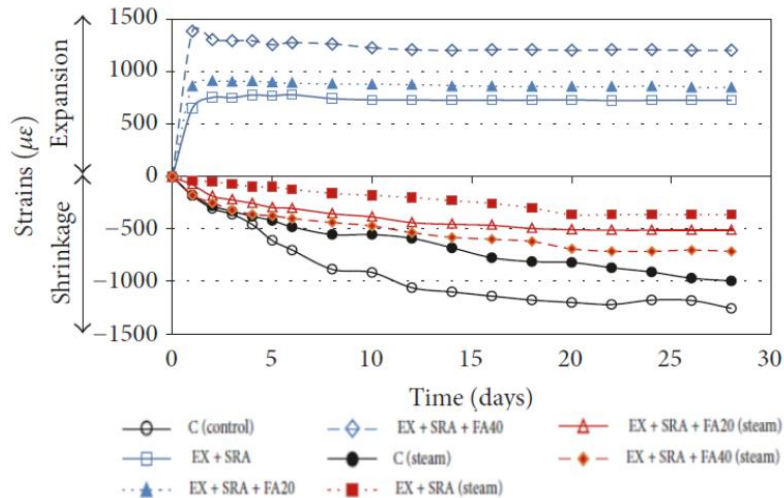 1500
1000
500
0
−500
−1000
−1500
Expansion
Shrinkage
Strains (με)
0 5 10 15 20 25 30
Time (days)
C (control)
EX + SRA + FA40
EX + SRA + FA20 (steam)
EX + SRA
C (steam)
EX + SRA + FA40 (steam)
EX + SRA + FA20
EX + SRA (steam)